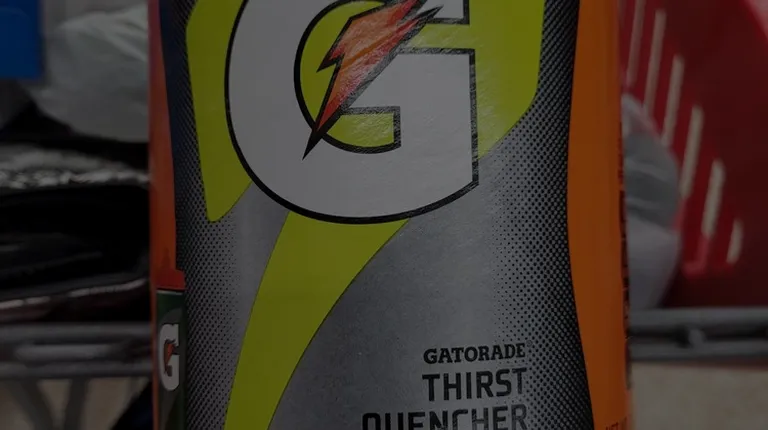 G
GATORADE
THIRST
QUENCHER
G